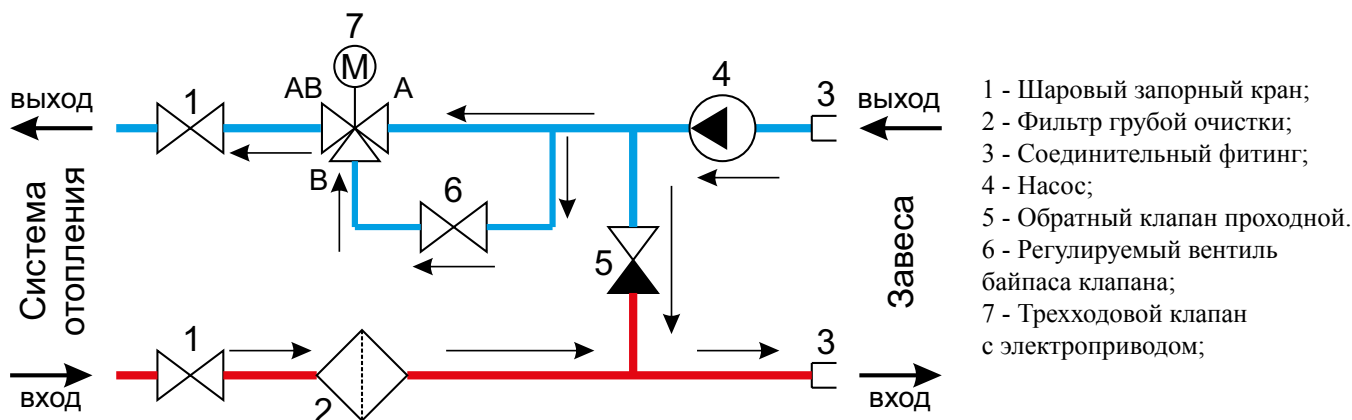 7
M
AB
A
4
1
3
выход
выход
B
6
Система
отопления
5
Завеса
1
3
вход
2
вход
1 - Шаровый запорный кран;
2 - Фильтр грубой очистки;
3 - Соединительный фитинг;
4 - Насос;
5 - Обратный клапан проходной.
6 - Регулируемый вентиль
байпаса клапана;
7 - Трехходовой клапан
с электроприводом;